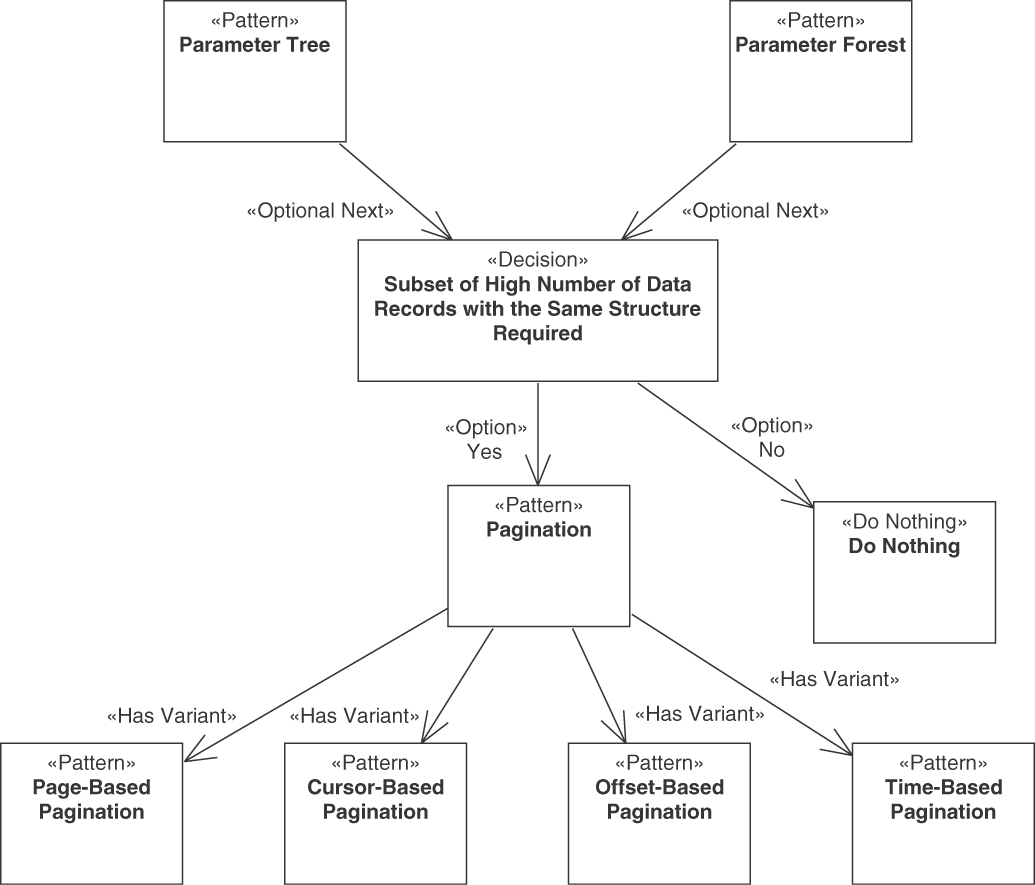 «Pattern»
Parameter Tree
«Pattern»
Parameter Forest
«Optional Next»
«Optional Next»
«Decision»
Subset of High Number of Data
Records with the Same Structure
Required
«Option»
Yes
«Option»
No
«Pattern»
Pagination
«Do Nothing»
Do Nothing
«Has Variant»
«Has Variant»
«Has Variant»
«Has Variant»
«Pattern»
Page-Based
Pagination
«Pattern»
Cursor-Based
Pagination
«Pattern»
Offset-Based
Pagination
«Pattern»
Time-Based
Pagination